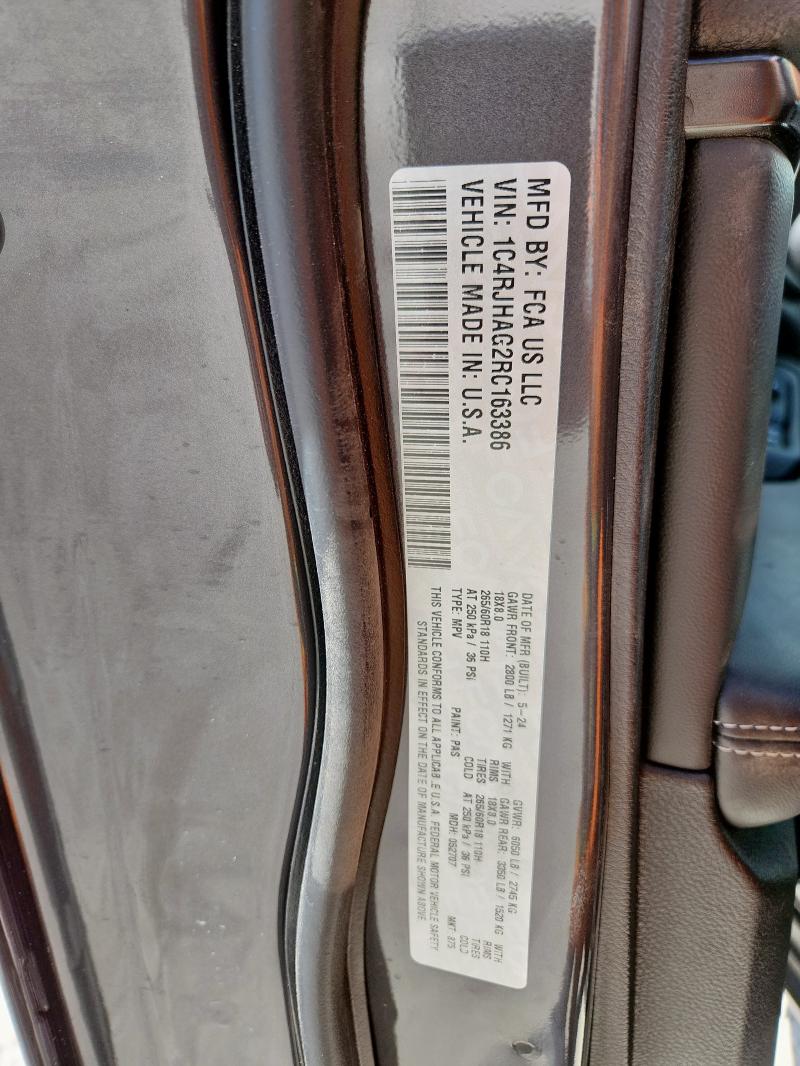 MFD BY: FCA US LLC
VIN: 1C4RJHAG2RC163386
VEHICLE MADE IN: U.S.A.
DATE OF MFR (BUILT): 5-24 GVWR: 6050 LB / 2745 KG
GAWR FRONT: 2800 LB / 1271 KG WITH GAWR REAR: 3350 LB / 1520 KG WITH
18X8.0 RIMS 18X8.0 RIMS
265/60R18 110H TIRES 265/60R18 110H TIRES
AT 250 kPa / 36 PSI COLD AT 250 kPa / 36 PSI COLD
TYPE: MPV PAINT: PAS MDH: 052707 MKT: 875
THIS VEHICLE CONFORMS TO ALL APPLICABLE U.S.A. FEDERAL MOTOR VEHICLE SAFETY
STANDARDS IN EFFECT ON THE DATE OF MANUFACTURE SHOWN ABOVE